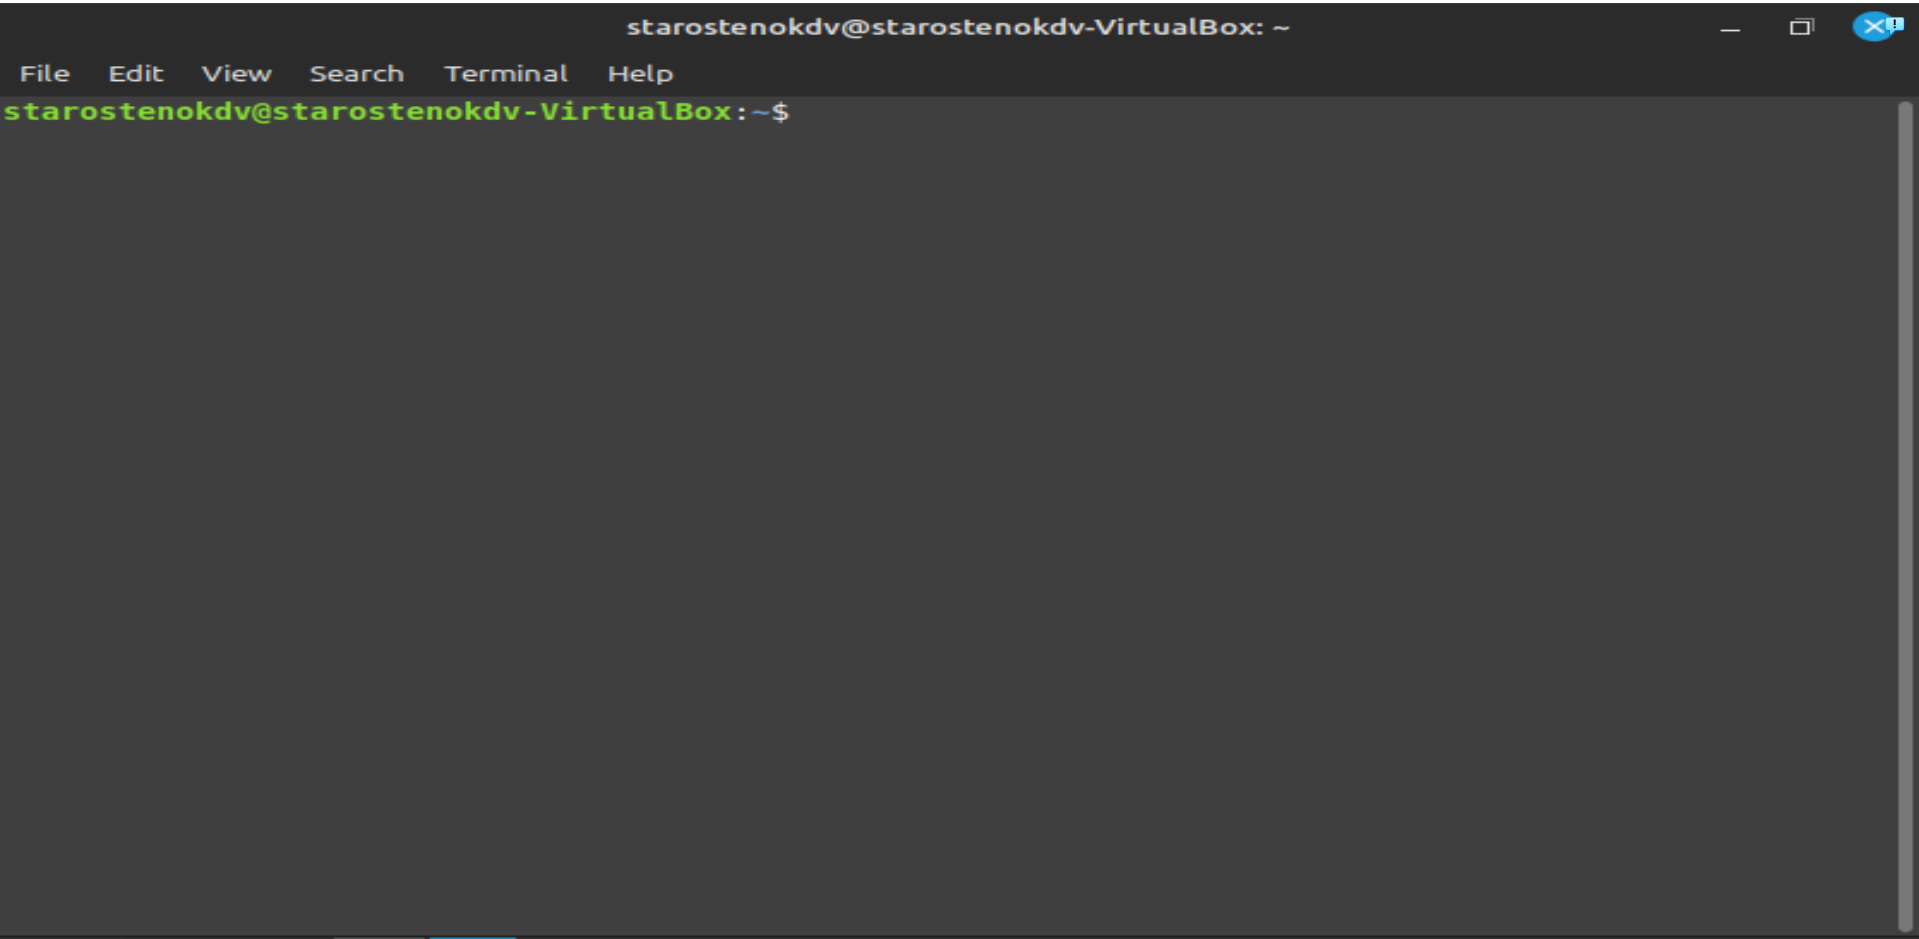 starostenokdv@starostenokdv-VirtualBox: ~
File Edit View Search Terminal Help
starostenokdv@starostenokdv-VirtualBox:~$